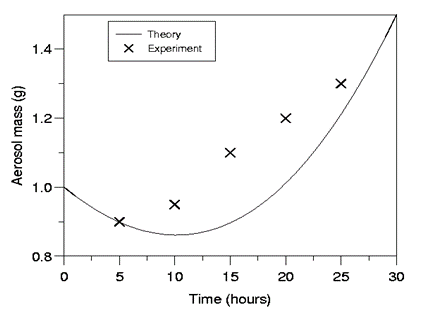 Theory
Experiment
Aerosol mass (g)
1.4
1.2
1.0
0.8
0 5 10 15 20 25 30
Time (hours)